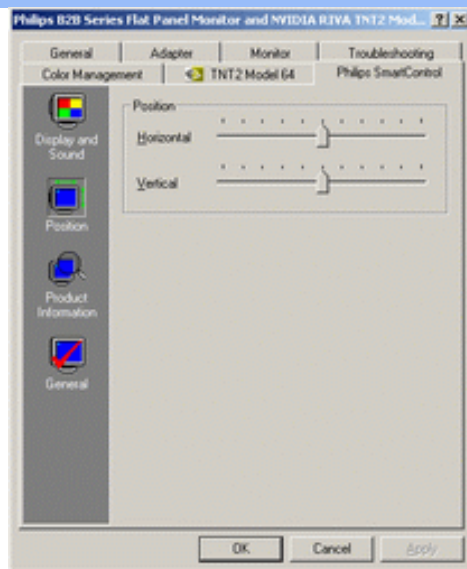 Philips B2B Series Flat Panel Monitor and NVIDIA RIVA TNT2 Mod... ? X
General Adapter Monitor Troubleshooting
Color Management TNT2 Model 64 Philips SmartControl
Display and
Sound
Position
Product
Information
General
Position
Horizontal
Vertical
OK Cancel Apply